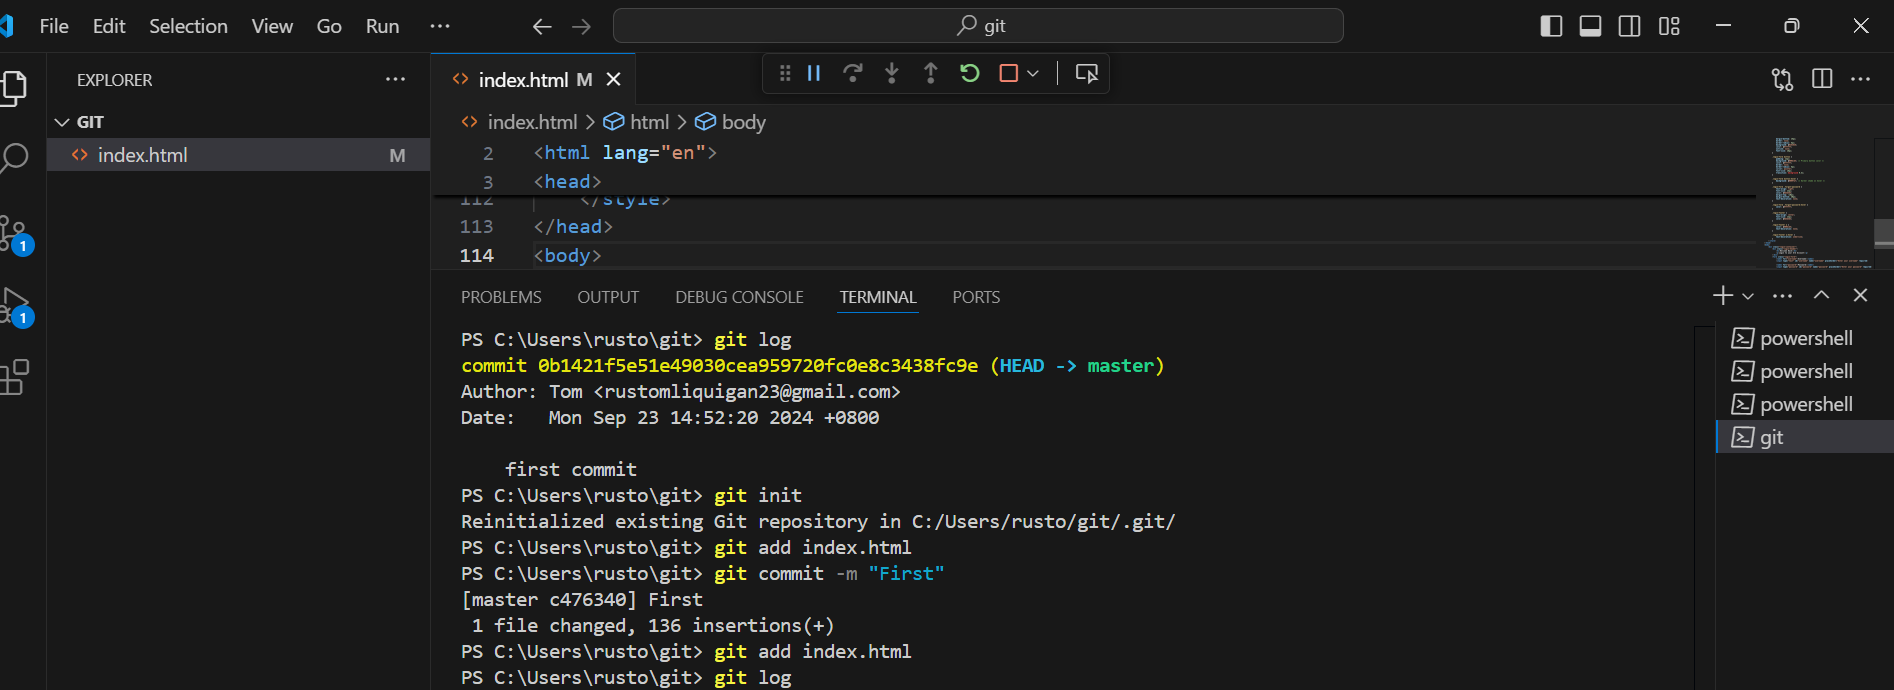 File Edit Selection View Go Run ···
git
EXPLORER ···
GIT
index.html M
1
1
index.html M
index.html > html > body
2 <html lang="en">
3 <head>
112 </style>
113 </head>
114 <body>
PROBLEMS OUTPUT DEBUG CONSOLE TERMINAL PORTS
PS C:\Users\rusto\git> git log
commit 0b1421f5e51e49030cea959720fc0e8c3438fc9e (HEAD -> master)
Author: Tom <rustomliquigan23@gmail.com>
Date:   Mon Sep 23 14:52:20 2024 +0800
first commit
PS C:\Users\rusto\git> git init
Reinitialized existing Git repository in C:/Users/rusto/git/.git/
PS C:\Users\rusto\git> git add index.html
PS C:\Users\rusto\git> git commit -m "First"
[master c476340] First
1 file changed, 136 insertions(+)
PS C:\Users\rusto\git> git add index.html
PS C:\Users\rusto\git> git log
powershell
powershell
powershell
git